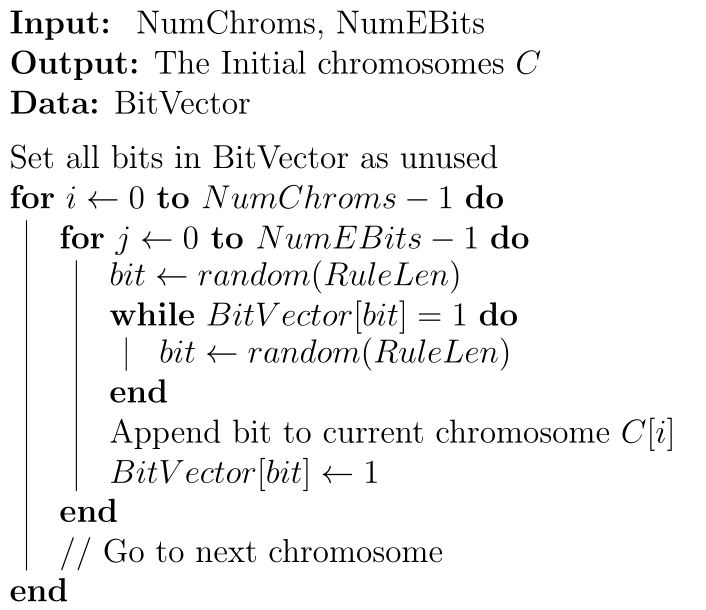 Input: NumChroms, NumEBits
Output: The Initial chromosomes C
Data: BitVector
Set all bits in BitVector as unused
for i ← 0 to NumChroms − 1 do
for j ← 0 to NumEBits − 1 do
bit ← random(RuleLen)
while BitVector[bit] = 1 do
bit ← random(RuleLen)
end
Append bit to current chromosome C[i]
BitVector[bit] ← 1
end
// Go to next chromosome
end